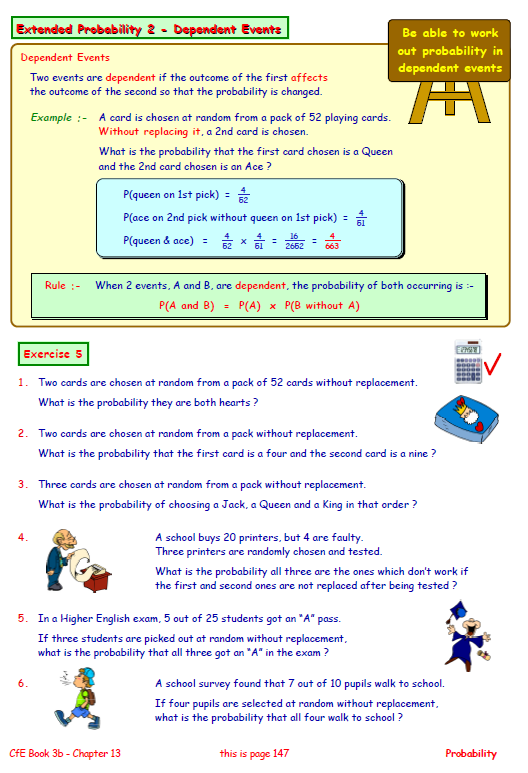 Extended Probability 2 - Dependent Events
Be able to work
out probability in
dependent events
Dependent Events
Two events are dependent if the outcome of the first affects
the outcome of the second so that the probability is changed.
Example :- A card is chosen at random from a pack of 52 playing cards.
Without replacing it, a 2nd card is chosen.
What is the probability that the first card chosen is a Queen
and the 2nd card chosen is an Ace ?
P(queen on 1st pick) = 4/52
P(ace on 2nd pick without queen on 1st pick) = 4/51
P(queen & ace) = 4/52 x 4/51 = 16/2652 = 4/663
Rule :- When 2 events, A and B, are dependent, the probability of both occurring is :-
P(A and B) = P(A) x P(B without A)
Exercise 5
1. Two cards are chosen at random from a pack of 52 cards without replacement.
What is the probability they are both hearts ?
2. Two cards are chosen at random from a pack without replacement.
What is the probability that the first card is a four and the second card is a nine ?
3. Three cards are chosen at random from a pack without replacement.
What is the probability of choosing a Jack, a Queen and a King in that order ?
4. A school buys 20 printers, but 4 are faulty.
Three printers are randomly chosen and tested.
What is the probability all three are the ones which don't work if
the first and second ones are not replaced after being tested ?
5. In a Higher English exam, 5 out of 25 students got an "A" pass.
If three students are picked out at random without replacement,
what is the probability that all three got an "A" in the exam ?
6. A school survey found that 7 out of 10 pupils walk to school.
If four pupils are selected at random without replacement,
what is the probability that all four walk to school ?
CfE Book 3b - Chapter 13 this is page 147 Probability